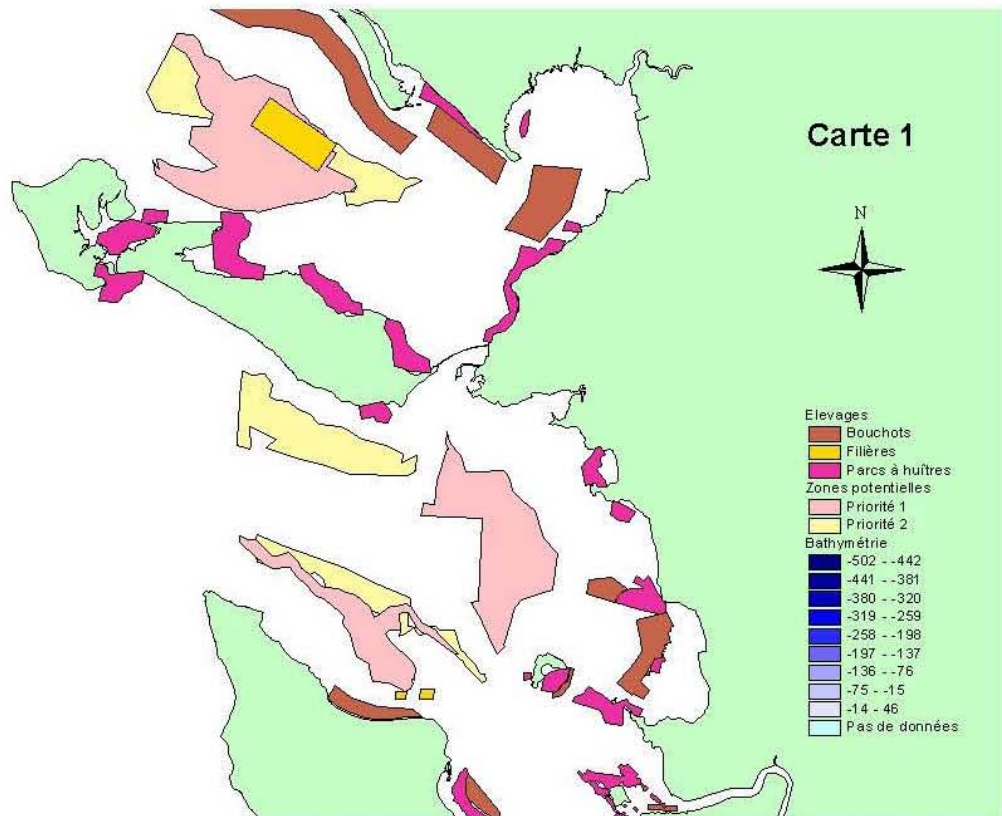 Carte 1
N
Elevages
Bouchots
Filières
Parcs à huîtres
Zones potentielles
Priorité 1
Priorité 2
Bathymétrie
-502 - -442
-441 - -381
-380 - -320
-319 - -259
-258 - -198
-197 - -137
-136 - -76
-75 - -15
-14 - 46
Pas de données